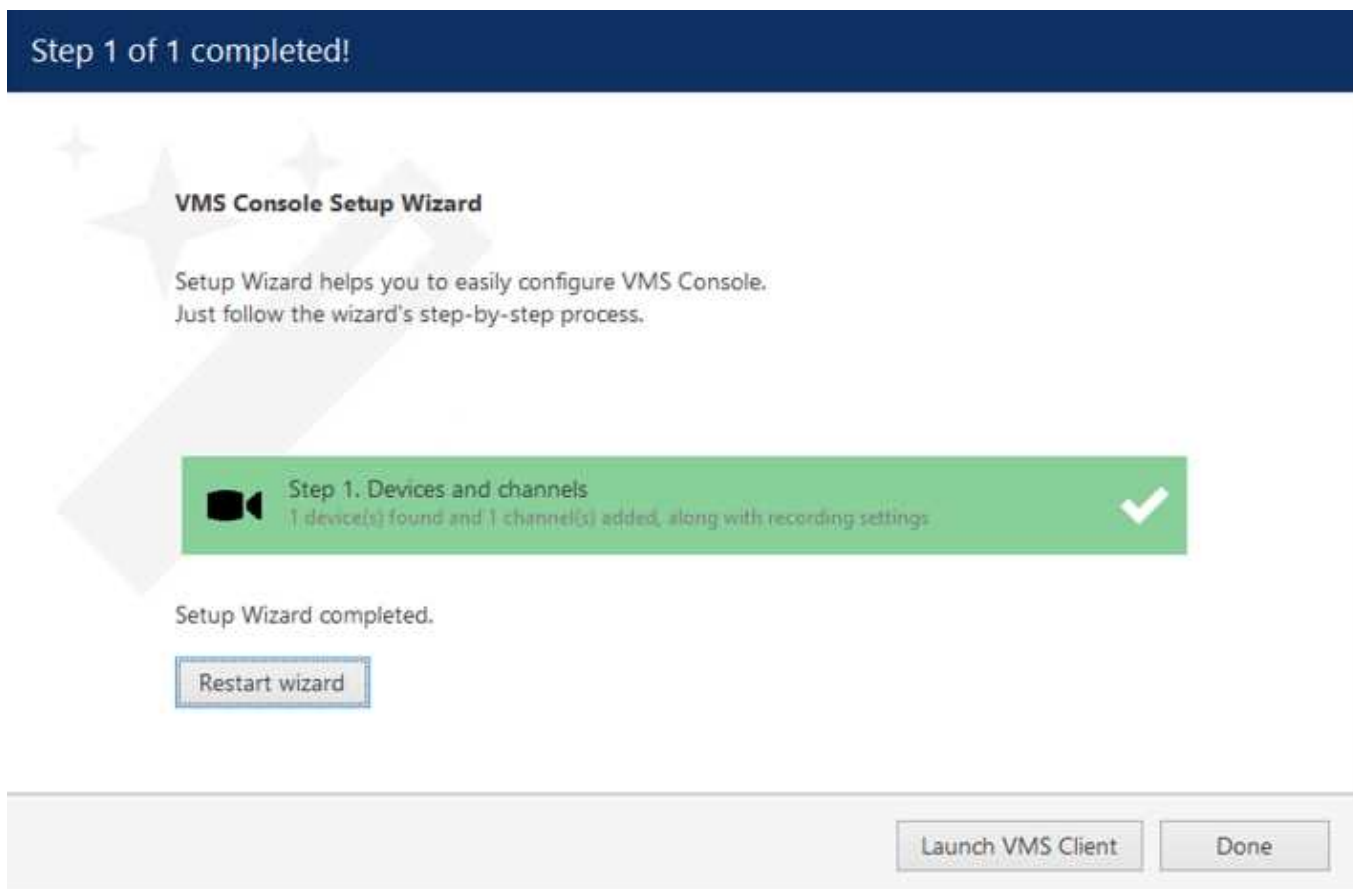 Step 1 of 1 completed!
VMS Console Setup Wizard
Setup Wizard helps you to easily configure VMS Console.
Just follow the wizard's step-by-step process.
Step 1. Devices and channels
1 device(s) found and 1 channel(s) added, along with recording settings
Setup Wizard completed.
Restart wizard
Launch VMS Client
Done